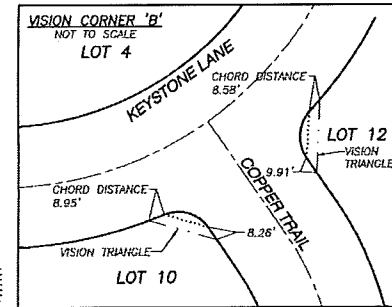 VISION CORNER 'B'
NOT TO SCALE
LOT 4
KEYSTONE LANE
CHORD DISTANCE
8.58'
LOT 12
VISION
TRIANGLE
9.91'
COPPER TRAIL
CHORD DISTANCE
8.95'
8.26'
VISION TRIANGLE
LOT 10